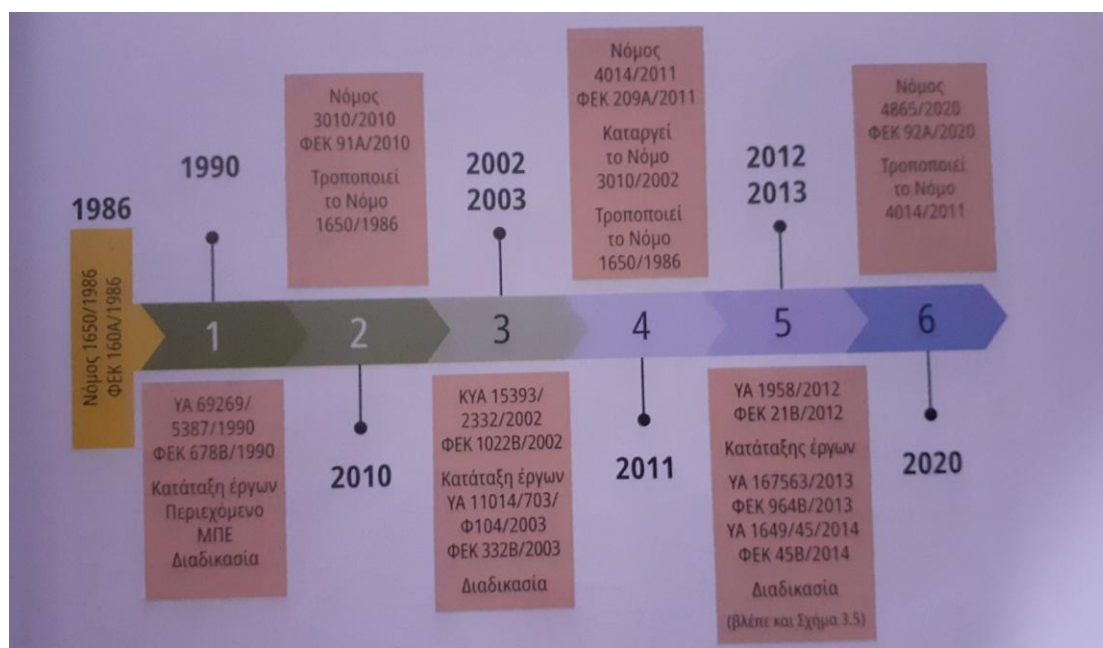 1986
Νόμος 1650/1986
ΦΕΚ 160Α/1986
1990
1
ΥΑ 69269/
5387/1990
ΦΕΚ 678Β/1990
Κατάταξη έργων
Περιεχόμενο
ΜΠΕ
Διαδικασία
Νόμος
3010/2010
ΦΕΚ 91Α/2010
Τροποποιεί
το Νόμο
1650/1986
2
2010
2002
2003
3
ΚΥΑ 15393/
2332/2002
ΦΕΚ 1022Β/2002
Κατάταξη έργων
ΥΑ 11014/703/
Φ104/2003
ΦΕΚ 332Β/2003
Διαδικασία
Νόμος
4014/2011
ΦΕΚ 209Α/2011
Καταργεί
το Νόμο
3010/2002
Τροποποιεί
το Νόμο
1650/1986
4
2011
2012
2013
5
ΥΑ 1958/2012
ΦΕΚ 21Β/2012
Κατάταξης έργων
ΥΑ 167563/2013
ΦΕΚ 964Β/2013
ΥΑ 1649/45/2014
ΦΕΚ 45Β/2014
Διαδικασία
(βλέπε και Σχήμα 3.5)
Νόμος
4865/2020
ΦΕΚ 92Α/2020
Τροποποιεί
το Νόμο
4014/2011
6
2020